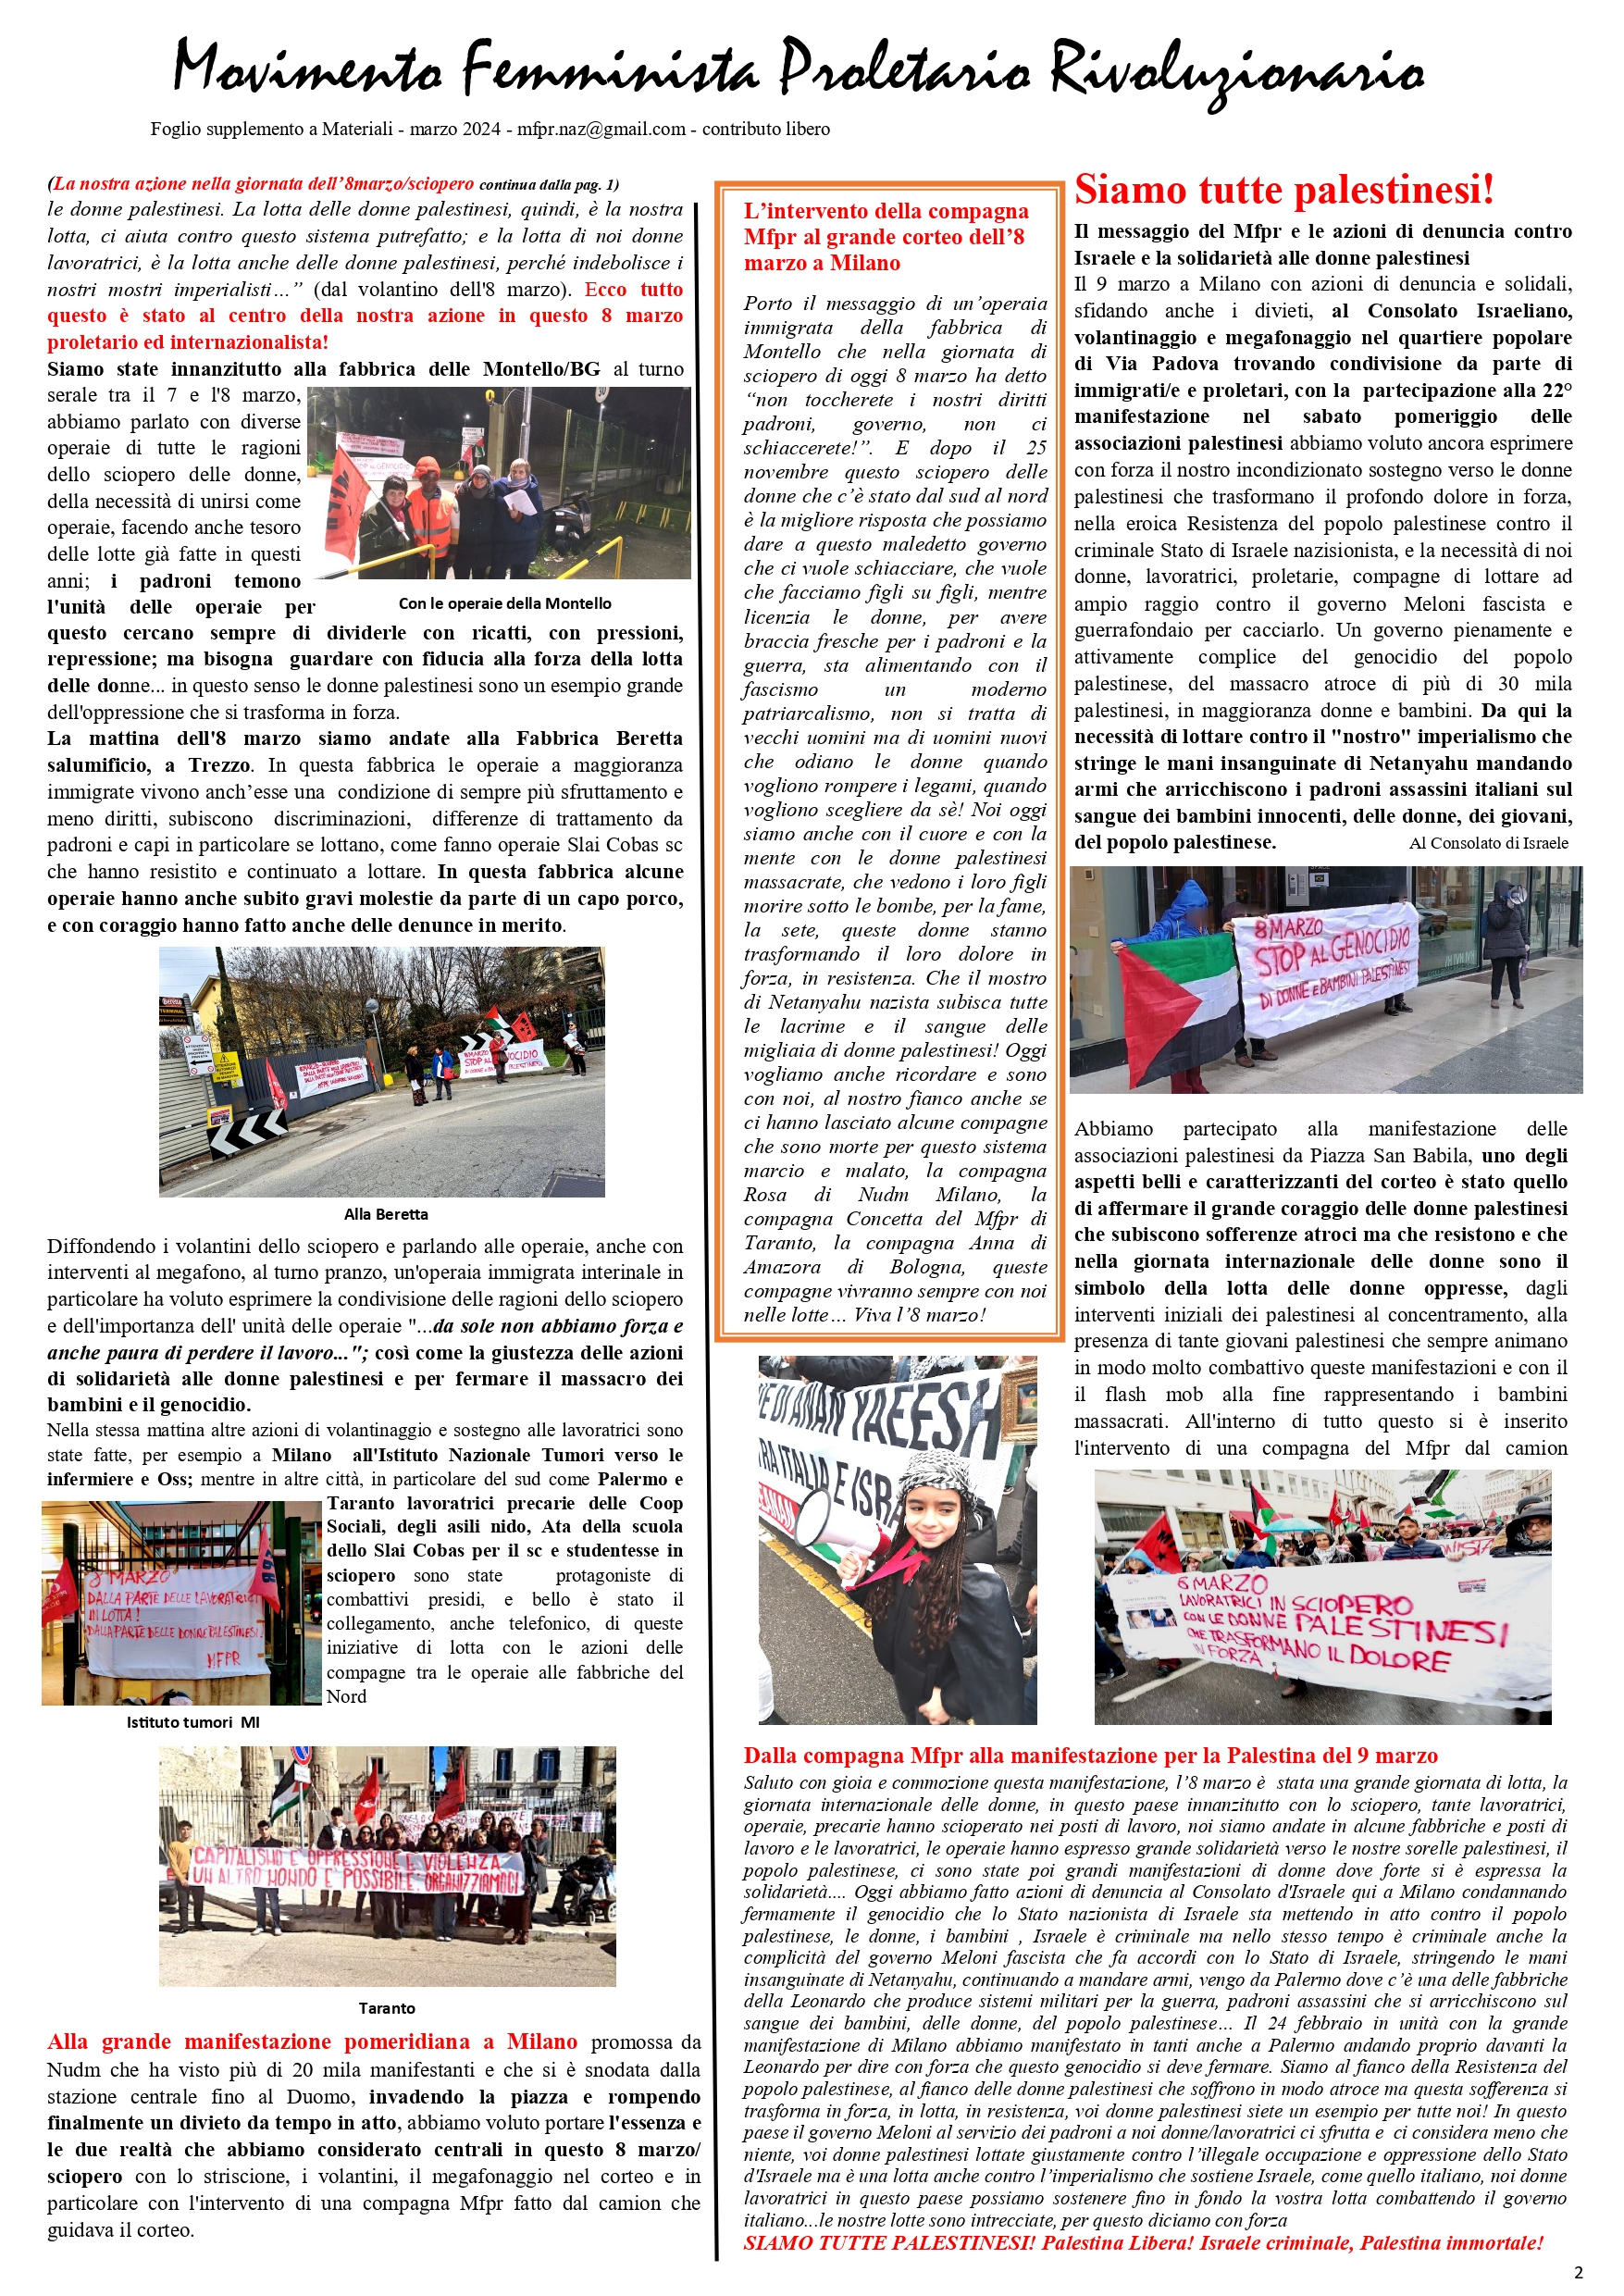 Movimento Femminista Proletario Rivoluzionario
Foglio supplemento a Materiali - marzo 2024 - mfpr.naz@gmail.com - contributo libero
(La nostra azione nella giornata dell’8marzo/sciopero continua dalla pag. 1)
le donne palestinesi. La lotta delle donne palestinesi, quindi, è la nostra
lotta, ci aiuta contro questo sistema putrefatto; e la lotta di noi donne
lavoratrici, è la lotta anche delle donne palestinesi, perché indebolisce i
nostri mostri imperialisti…” (dal volantino dell'8 marzo). Ecco tutto
questo è stato al centro della nostra azione in questo 8 marzo
proletario ed internazionalista!
Siamo state innanzitutto alla fabbrica delle Montello/BG al turno
serale tra il 7 e l'8 marzo,
abbiamo parlato con diverse
operaie di tutte le ragioni
dello sciopero delle donne,
della necessità di unirsi come
operaie, facendo anche tesoro
delle lotte già fatte in questi
anni; i padroni temono
l'unità delle operaie per
Con le operaie della Montello
questo cercano sempre di dividerle con ricatti, con pressioni,
repressione; ma bisogna guardare con fiducia alla forza della lotta
delle donne... in questo senso le donne palestinesi sono un esempio grande
dell'oppressione che si trasforma in forza.
La mattina dell'8 marzo siamo andate alla Fabbrica Beretta
salumificio, a Trezzo. In questa fabbrica le operaie a maggioranza
immigrate vivono anch’esse una condizione di sempre più sfruttamento e
meno diritti, subiscono discriminazioni, differenze di trattamento da
padroni e capi in particolare se lottano, come fanno operaie Slai Cobas sc
che hanno resistito e continuato a lottare. In questa fabbrica alcune
operaie hanno anche subito gravi molestie da parte di un capo porco,
e con coraggio hanno fatto anche delle denunce in merito.
8 MARZO
STOP AL GENOCIDIO
Alla Beretta
Diffondendo i volantini dello sciopero e parlando alle operaie, anche con
interventi al megafono, al turno pranzo, un'operaia immigrata interinale in
particolare ha voluto esprimere la condivisione delle ragioni dello sciopero
e dell'importanza dell' unità delle operaie "...da sole non abbiamo forza e
anche paura di perdere il lavoro..."; così come la giustezza delle azioni
di solidarietà alle donne palestinesi e per fermare il massacro dei
bambini e il genocidio.
Nella stessa mattina altre azioni di volantinaggio e sostegno alle lavoratrici sono
state fatte, per esempio a Milano all'Istituto Nazionale Tumori verso le
infermiere e Oss; mentre in altre città, in particolare del sud come Palermo e
Taranto lavoratrici precarie delle Coop
Sociali, degli asili nido, Ata della scuola
dello Slai Cobas per il sc e studentesse in
sciopero sono state protagoniste di
combattivi presidi, e bello è stato il
collegamento, anche telefonico, di queste
iniziative di lotta con le azioni delle
compagne tra le operaie alle fabbriche del
Nord
8 MARZO
DALLA PARTE DELLE LAVORATRICI
IN LOTTA!
DALLA PARTE DELLE DONNE PALESTINESI!
MFPR
Istituto tumori MI
CAPITALISMO E' OPPRESSIONE E VIOLENZA
UN ALTRO MONDO E' POSSIBILE ORGANIZZIAMOCI
Taranto
Alla grande manifestazione pomeridiana a Milano promossa da
Nudm che ha visto più di 20 mila manifestanti e che si è snodata dalla
stazione centrale fino al Duomo, invadendo la piazza e rompendo
finalmente un divieto da tempo in atto, abbiamo voluto portare l'essenza e
le due realtà che abbiamo considerato centrali in questo 8 marzo/
sciopero con lo striscione, i volantini, il megafonaggio nel corteo e in
particolare con l'intervento di una compagna Mfpr fatto dal camion che
guidava il corteo.
L’intervento della compagna
Mfpr al grande corteo dell’8
marzo a Milano
Porto il messaggio di un’operaia
immigrata della fabbrica di
Montello che nella giornata di
sciopero di oggi 8 marzo ha detto
“non toccherete i nostri diritti
padroni, governo, non ci
schiaccerete!”. E dopo il 25
novembre questo sciopero delle
donne che c’è stato dal sud al nord
è la migliore risposta che possiamo
dare a questo maledetto governo
che ci vuole schiacciare, che vuole
che facciamo figli su figli, mentre
licenzia le donne, per avere
braccia fresche per i padroni e la
guerra, sta alimentando con il
fascismo un moderno
patriarcalismo, non si tratta di
vecchi uomini ma di uomini nuovi
che odiano le donne quando
vogliono rompere i legami, quando
vogliono scegliere da sè! Noi oggi
siamo anche con il cuore e con la
mente con le donne palestinesi
massacrate, che vedono i loro figli
morire sotto le bombe, per la fame,
la sete, queste donne stanno
trasformando il loro dolore in
forza, in resistenza. Che il mostro
di Netanyahu nazista subisca tutte
le lacrime e il sangue delle
migliaia di donne palestinesi! Oggi
vogliamo anche ricordare e sono
con noi, al nostro fianco anche se
ci hanno lasciato alcune compagne
che sono morte per questo sistema
marcio e malato, la compagna
Rosa di Nudm Milano, la
compagna Concetta del Mfpr di
Taranto, la compagna Anna di
Amazora di Bologna, queste
compagne vivranno sempre con noi
nelle lotte… Viva l’8 marzo!
DI ANAN YAEESH
ITALIA E ISRA
Siamo tutte palestinesi!
Il messaggio del Mfpr e le azioni di denuncia contro
Israele e la solidarietà alle donne palestinesi
Il 9 marzo a Milano con azioni di denuncia e solidali,
sfidando anche i divieti, al Consolato Israeliano,
volantinaggio e megafonaggio nel quartiere popolare
di Via Padova trovando condivisione da parte di
immigrati/e e proletari, con la partecipazione alla 22°
manifestazione nel sabato pomeriggio delle
associazioni palestinesi abbiamo voluto ancora esprimere
con forza il nostro incondizionato sostegno verso le donne
palestinesi che trasformano il profondo dolore in forza,
nella eroica Resistenza del popolo palestinese contro il
criminale Stato di Israele nazisionista, e la necessità di noi
donne, lavoratrici, proletarie, compagne di lottare ad
ampio raggio contro il governo Meloni fascista e
guerrafondaio per cacciarlo. Un governo pienamente e
attivamente complice del genocidio del popolo
palestinese, del massacro atroce di più di 30 mila
palestinesi, in maggioranza donne e bambini. Da qui la
necessità di lottare contro il "nostro" imperialismo che
stringe le mani insanguinate di Netanyahu mandando
armi che arricchiscono i padroni assassini italiani sul
sangue dei bambini innocenti, delle donne, dei giovani,
del popolo palestinese.
Al Consolato di Israele
8 MARZO
STOP AL GENOCIDIO
DI DONNE E BAMBINI PALESTINESI
Abbiamo partecipato alla manifestazione delle
associazioni palestinesi da Piazza San Babila, uno degli
aspetti belli e caratterizzanti del corteo è stato quello
di affermare il grande coraggio delle donne palestinesi
che subiscono sofferenze atroci ma che resistono e che
nella giornata internazionale delle donne sono il
simbolo della lotta delle donne oppresse, dagli
interventi iniziali dei palestinesi al concentramento, alla
presenza di tante giovani palestinesi che sempre animano
in modo molto combattivo queste manifestazioni e con il
il flash mob alla fine rappresentando i bambini
massacrati. All'interno di tutto questo si è inserito
l'intervento di una compagna del Mfpr dal camion
8 MARZO
LAVORATRICI IN SCIOPERO
CON LE DONNE PALESTINESI
CHE TRASFORMANO IL DOLORE
IN FORZA
Dalla compagna Mfpr alla manifestazione per la Palestina del 9 marzo
Saluto con gioia e commozione questa manifestazione, l’8 marzo è stata una grande giornata di lotta, la
giornata internazionale delle donne, in questo paese innanzitutto con lo sciopero, tante lavoratrici,
operaie, precarie hanno scioperato nei posti di lavoro, noi siamo andate in alcune fabbriche e posti di
lavoro e le lavoratrici, le operaie hanno espresso grande solidarietà verso le nostre sorelle palestinesi, il
popolo palestinese, ci sono state poi grandi manifestazioni di donne dove forte si è espressa la
solidarietà.... Oggi abbiamo fatto azioni di denuncia al Consolato d'Israele qui a Milano condannando
fermamente il genocidio che lo Stato nazionista di Israele sta mettendo in atto contro il popolo
palestinese, le donne, i bambini , Israele è criminale ma nello stesso tempo è criminale anche la
complicità del governo Meloni fascista che fa accordi con lo Stato di Israele, stringendo le mani
insanguinate di Netanyahu, continuando a mandare armi, vengo da Palermo dove c’è una delle fabbriche
della Leonardo che produce sistemi militari per la guerra, padroni assassini che si arricchiscono sul
sangue dei bambini, delle donne, del popolo palestinese… Il 24 febbraio in unità con la grande
manifestazione di Milano abbiamo manifestato in tanti anche a Palermo andando proprio davanti la
Leonardo per dire con forza che questo genocidio si deve fermare. Siamo al fianco della Resistenza del
popolo palestinese, al fianco delle donne palestinesi che soffrono in modo atroce ma questa sofferenza si
trasforma in forza, in lotta, in resistenza, voi donne palestinesi siete un esempio per tutte noi! In questo
paese il governo Meloni al servizio dei padroni a noi donne/lavoratrici ci sfrutta e ci considera meno che
niente, voi donne palestinesi lottate giustamente contro l’illegale occupazione e oppressione dello Stato
d'Israele ma è una lotta anche contro l’imperialismo che sostiene Israele, come quello italiano, noi donne
lavoratrici in questo paese possiamo sostenere fino in fondo la vostra lotta combattendo il governo
italiano...le nostre lotte sono intrecciate, per questo diciamo con forza
SIAMO TUTTE PALESTINESI! Palestina Libera! Israele criminale, Palestina immortale!
2